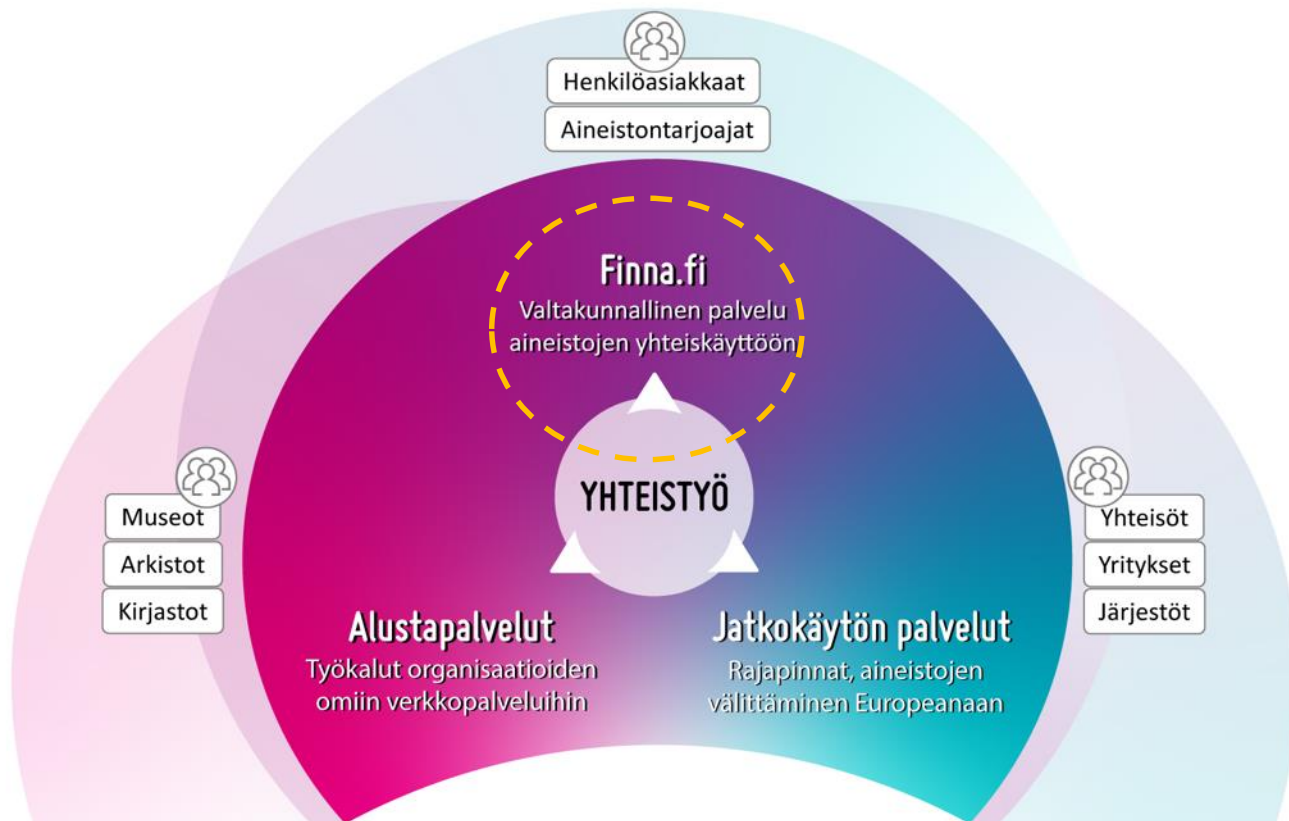 Henkilöasiakkaat
Aineistontarjoajat
Finna.fi
Valtakunnallinen palvelu
aineistojen yhteiskäyttöön
YHTEISTYÖ
Museot
Arkistot
Kirjastot
Yhteisöt
Yritykset
Järjestöt
Alustapalvelut
Työkalut organisaatioiden
omiin verkkopalveluihin
Jatkokäytön palvelut
Rajapinnat, aineistojen
välittäminen Europeanaan